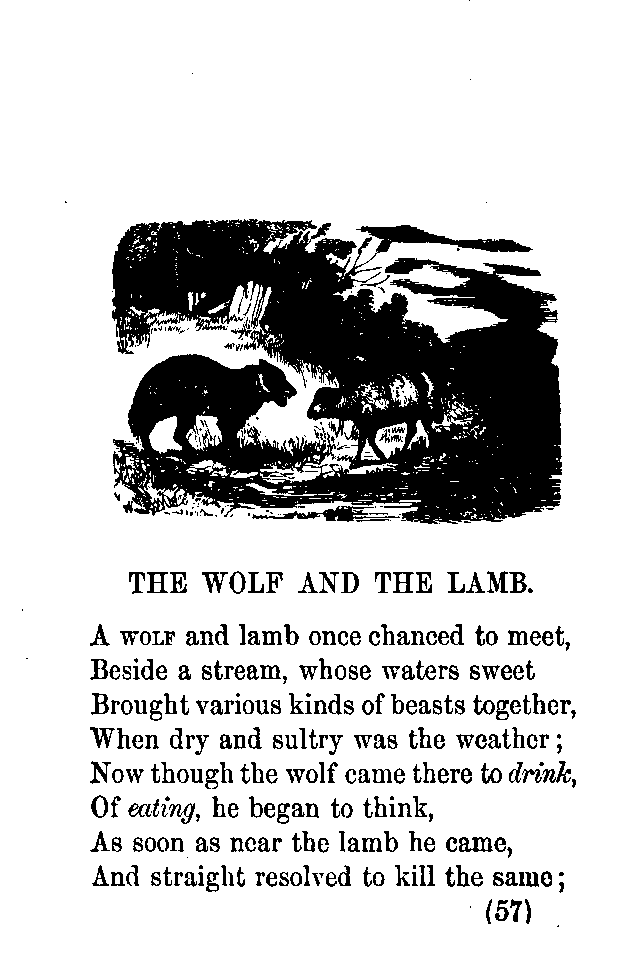 THE WOLF AND THE LAMB.
A WOLF and lamb once chanced to meet,
Beside a stream, whose waters sweet
Brought various kinds of beasts together,
When dry and sultry was the weather;
Now though the wolf came there to drink,
Of eating, he began to think,
As soon as near the lamb he came,
And straight resolved to kill the same;
(57)